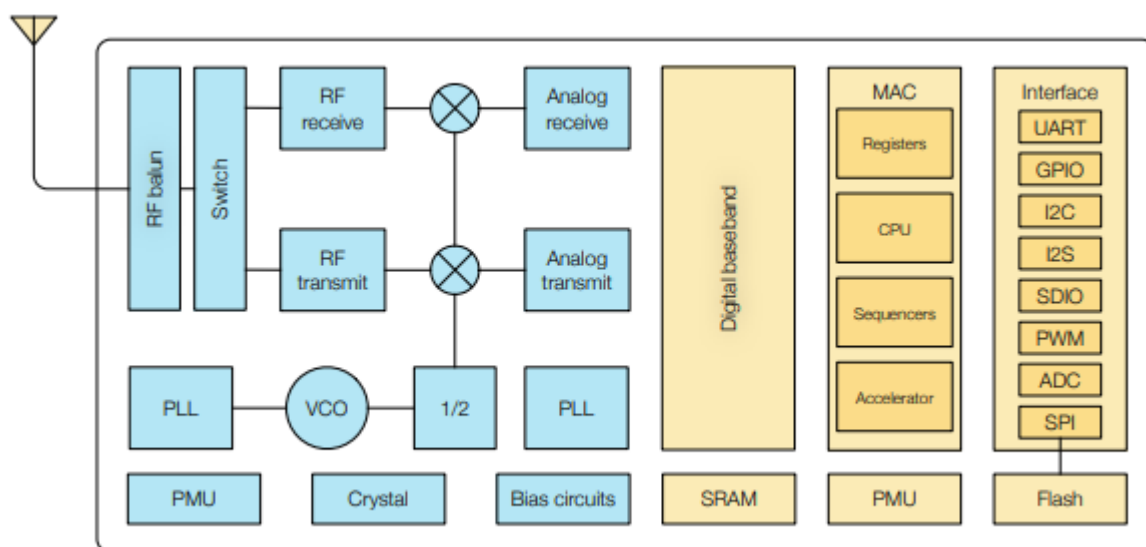 RF balun
Switch
RF
receive
Analog
receive
RF
transmit
Analog
transmit
PLL
VCO
1/2
PLL
PMU
Crystal
Bias circuits
Digital baseband
SRAM
MAC
Registers
CPU
Sequencers
Accelerator
PMU
Interface
UART
GPIO
I2C
I2S
SDIO
PWM
ADC
SPI
Flash